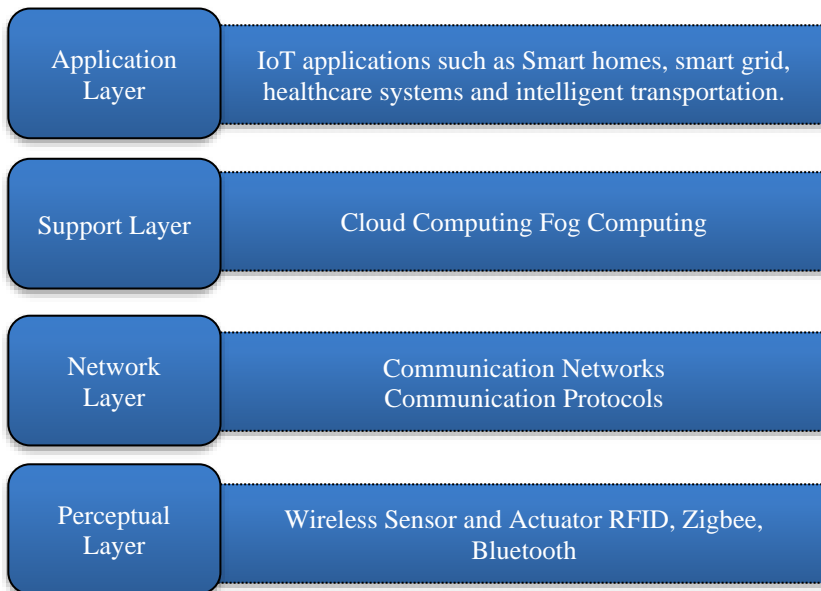 Application
Layer
IoT applications such as Smart homes, smart grid,
healthcare systems and intelligent transportation.
Support Layer
Cloud Computing Fog Computing
Network
Layer
Communication Networks
Communication Protocols
Perceptual
Layer
Wireless Sensor and Actuator RFID, Zigbee,
Bluetooth